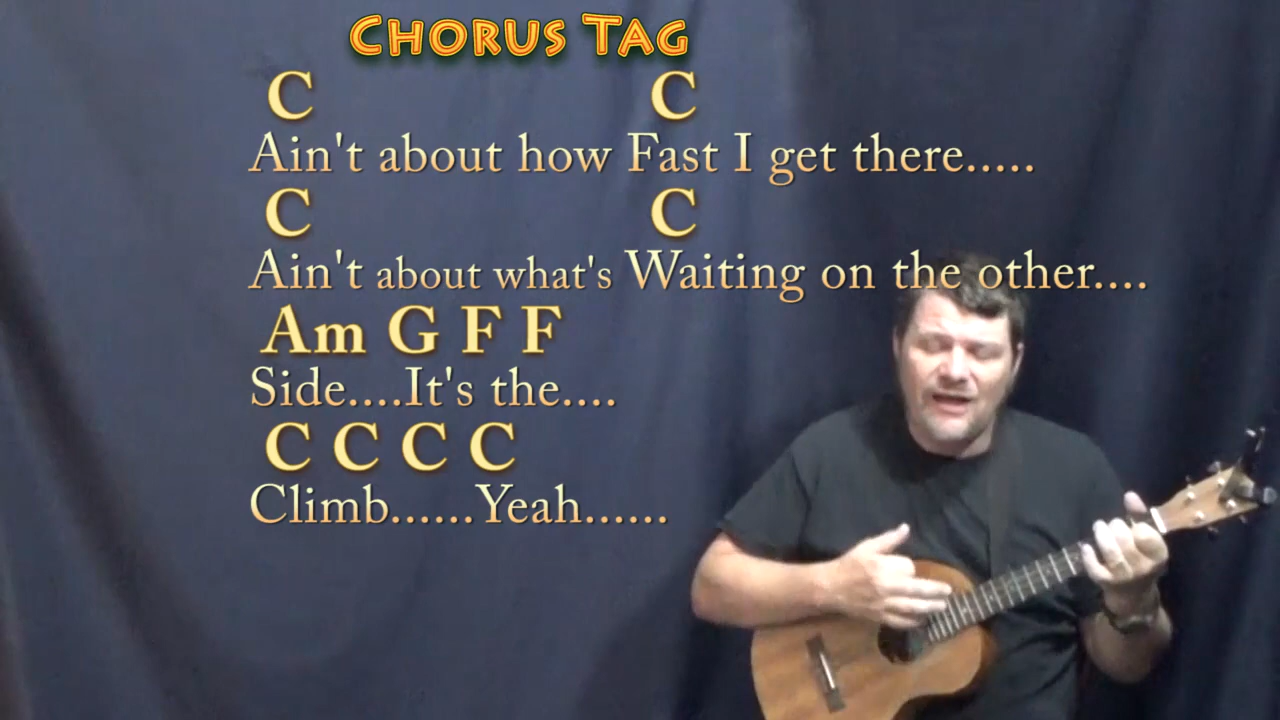 Chorus Tag
C C
Ain't about how Fast I get there.....
C C
Ain't about what's Waiting on the other....
Am G F F
Side....It's the....
C C C C
Climb......Yeah......